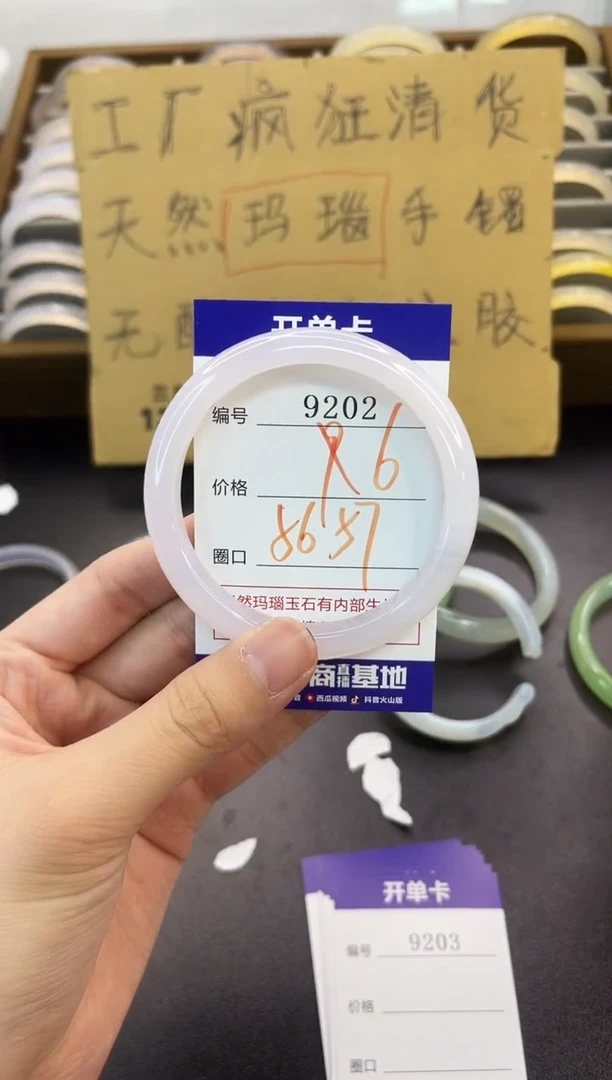 工厂疯狂清货
天然玛瑙手镯
无 胶
开单卡
编号 9202
价格 96
圈口 56 57
然玛瑙玉石有内部生
商直播基地
音 西瓜视频 抖音火山版
开单卡
编号 9203
价格
圈口